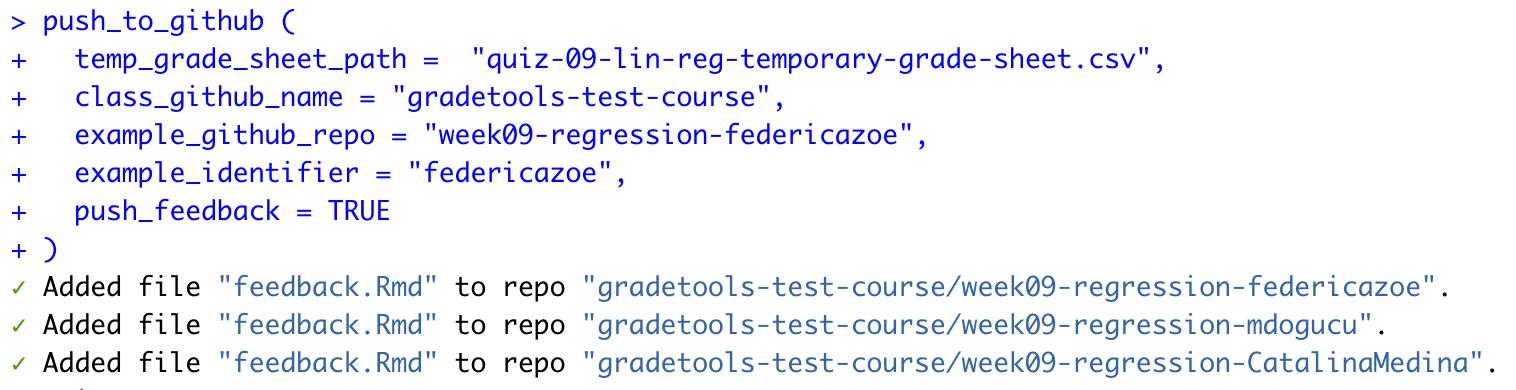 > push_to_github (
+   temp_grade_sheet_path =  "quiz-09-lin-reg-temporary-grade-sheet.csv",
+   class_github_name = "gradetools-test-course",
+   example_github_repo = "week09-regression-federicazoe",
+   example_identifier = "federicazoe",
+   push_feedback = TRUE
+ )
✓ Added file "feedback.Rmd" to repo "gradetools-test-course/week09-regression-federicazoe".
✓ Added file "feedback.Rmd" to repo "gradetools-test-course/week09-regression-mdogucu".
✓ Added file "feedback.Rmd" to repo "gradetools-test-course/week09-regression-CatalinaMedina".